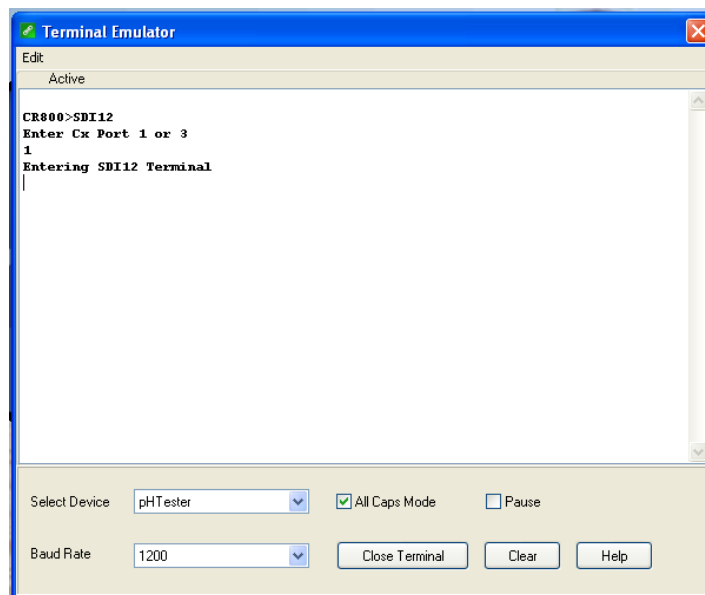 Terminal Emulator
Edit
Active
CR800>SDI12
Enter Cx Port 1 or 3
1
Entering SDI12 Terminal
Select Device pHTester All Caps Mode Pause
Baud Rate 1200 Close Terminal Clear Help